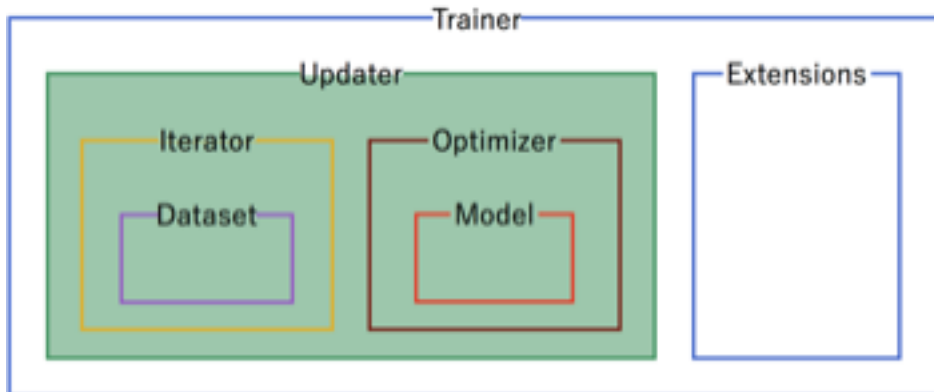 Trainer
Updater
Extensions
Iterator
Optimizer
Dataset
Model